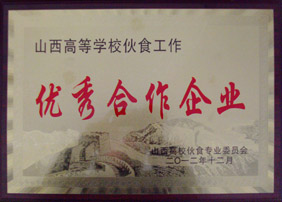 山西高等学校伙食工作
优秀合作企业
山西高校伙食专业委员会
二〇一二年十二月